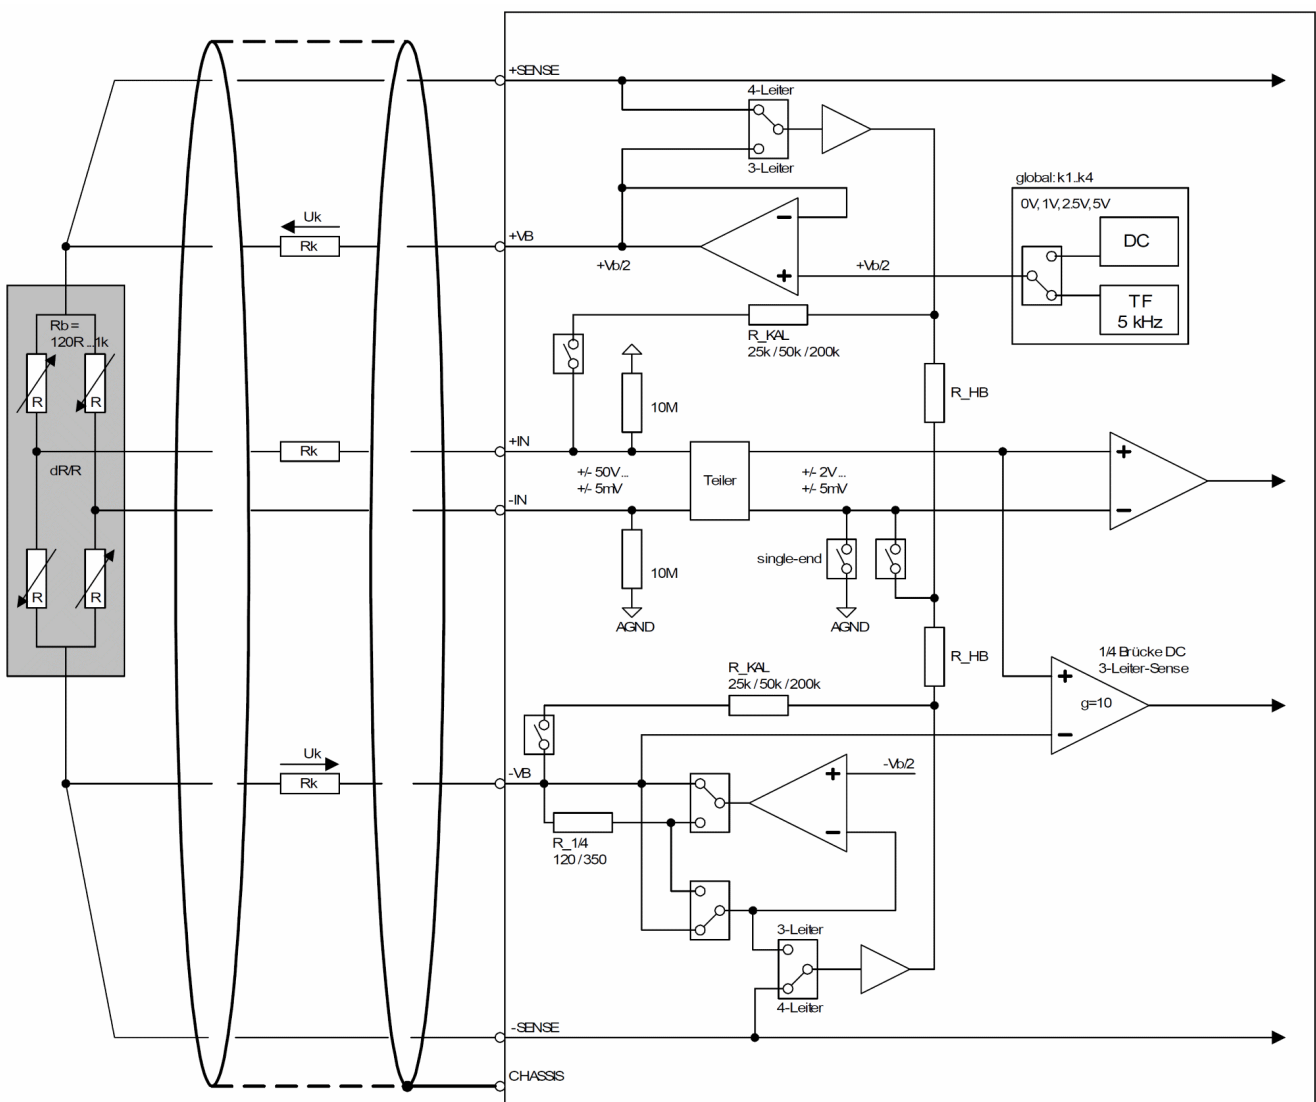 +SENSE
4-Leiter
3-Leiter
global: k1..k4
0V, 1V, 2.5V, 5V
DC
TF
5 kHz
Uk
Rk
+VB
+Vb/2
-
+
+Vb/2
Rb =
120R ...1k
R
R
R_KAL
25k / 50k / 200k
R_HB
10M
+IN
Rk
dR/R
+/- 50V...
+/- 5mV
Teiler
+/- 2V...
+/- 5mV
+
-
-IN
single-end
10M
R
R
AGND
AGND
R_HB
1/4 Brücke DC
3-Leiter-Sense
R_KAL
25k / 50k / 200k
+
g=10
-
Uk
Rk
-VB
+
-Vb/2
-
R_1/4
120 / 350
3-Leiter
4-Leiter
-SENSE
CHASSIS